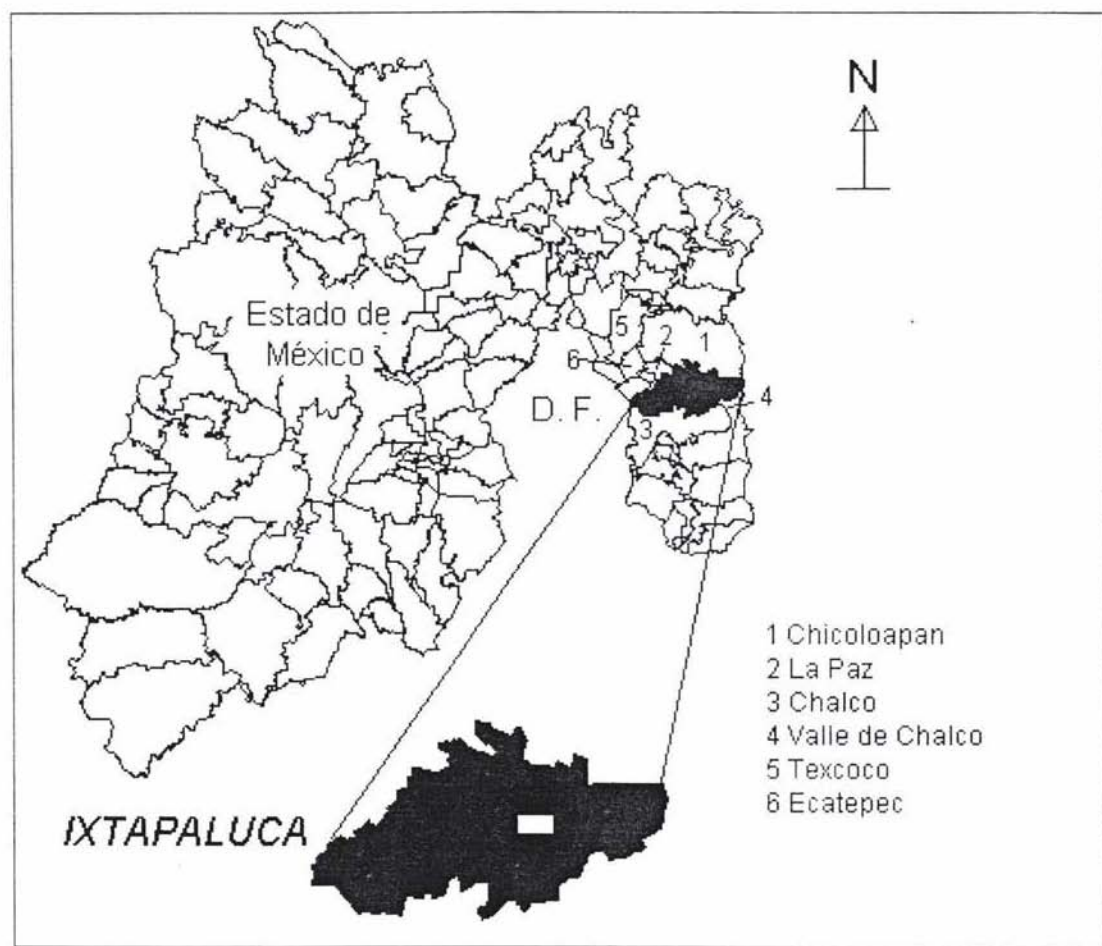 N
Estado de
México
5
2
1
6
4
D. F.
3
1 Chicoloapan
2 La Paz
3 Chalco
4 Valle de Chalco
5 Texcoco
6 Ecatepec
IXTAPALUCA